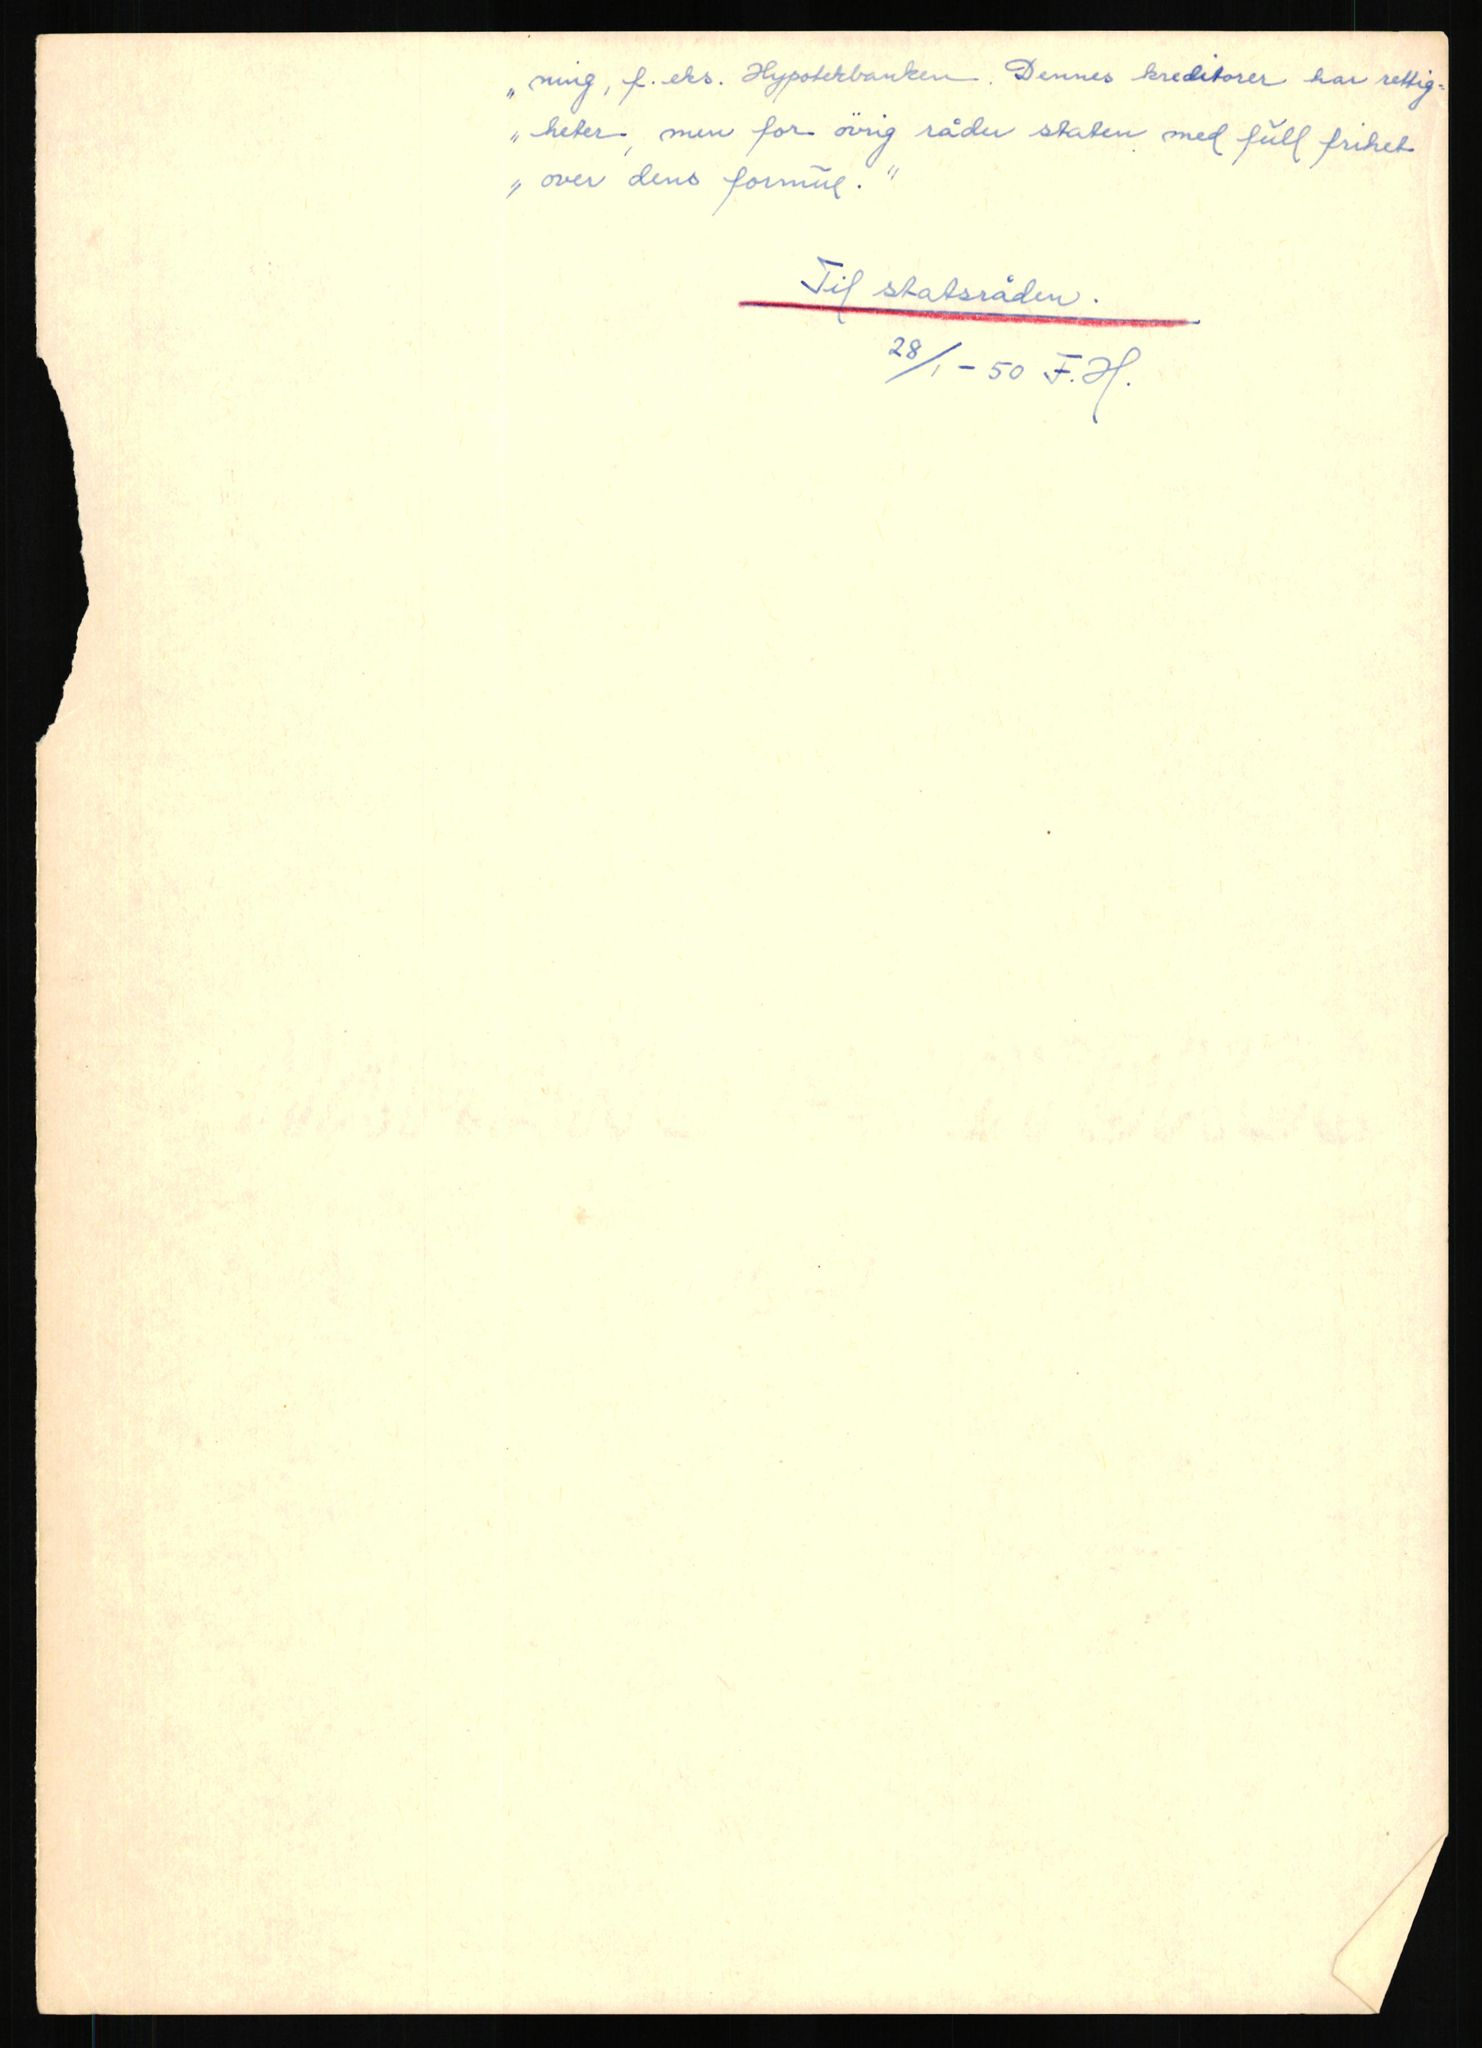 „ ning, f. eks. Hypotekbanken. Dennes kreditorer har rettig-
„ heter, men for övrig råder staten med full frihet
„ over dens formue."
Til statsråden.
28/1 - 50 F.H.